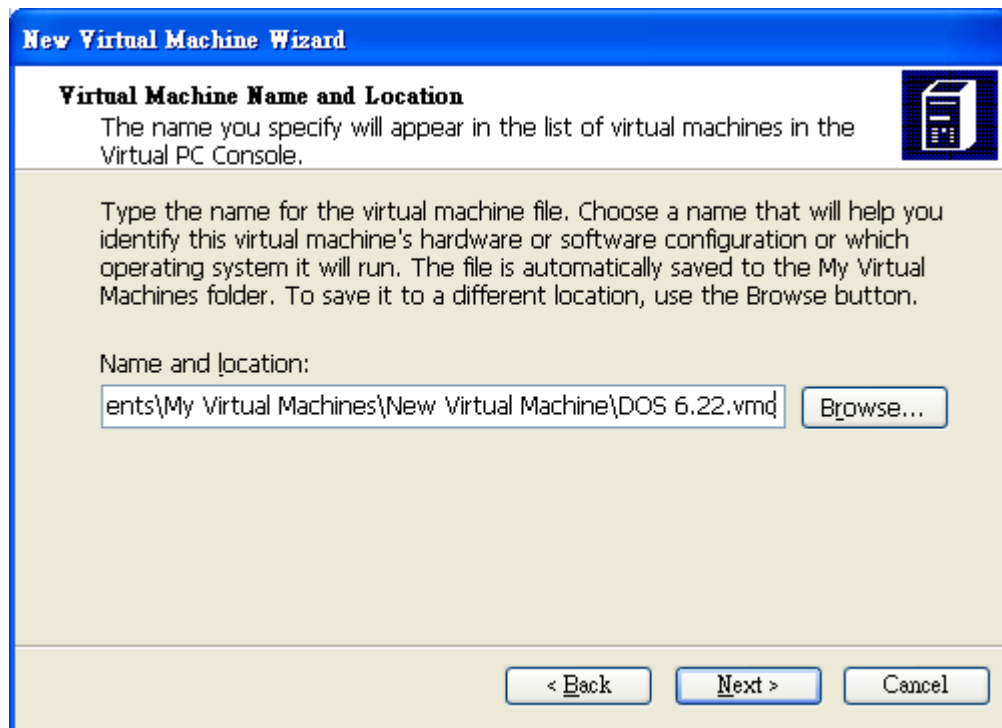 New Virtual Machine Wizard
Virtual Machine Name and Location
The name you specify will appear in the list of virtual machines in the
Virtual PC Console.
Type the name for the virtual machine file. Choose a name that will help you
identify this virtual machine's hardware or software configuration or which
operating system it will run. The file is automatically saved to the My Virtual
Machines folder. To save it to a different location, use the Browse button.
Name and location:
ents\My Virtual Machines\New Virtual Machine\DOS 6.22.vmc
Browse...
< Back
Next >
Cancel